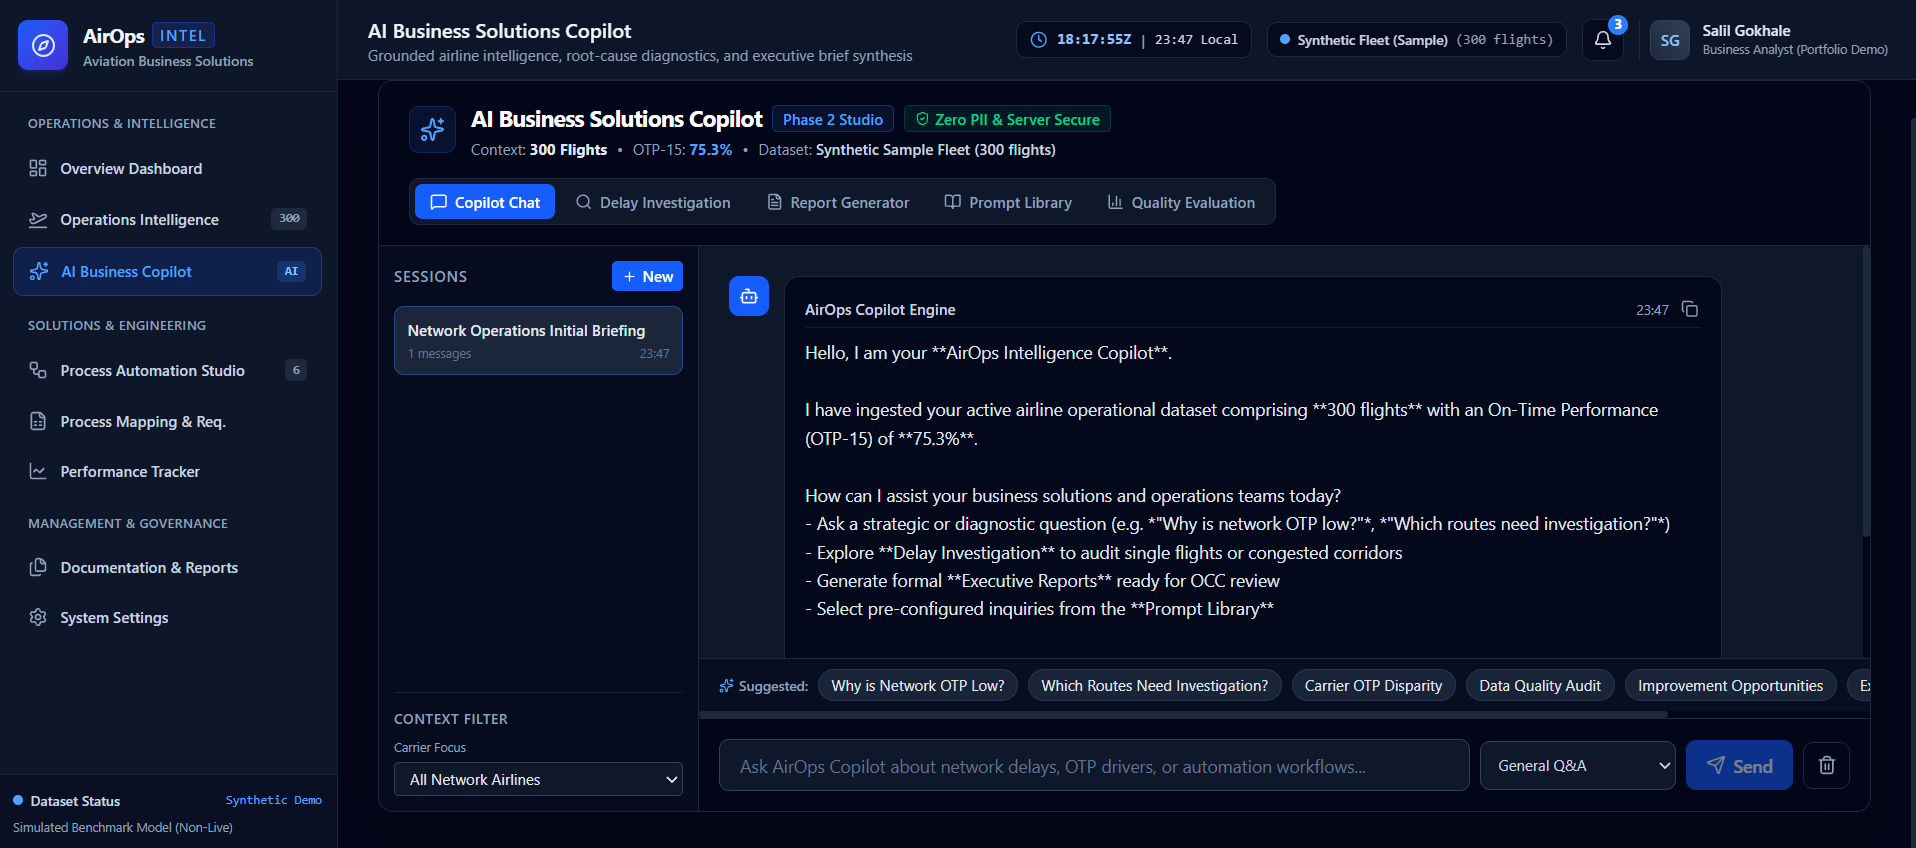 AirOps INTEL
Aviation Business Solutions
OPERATIONS & INTELLIGENCE
Overview Dashboard
Operations Intelligence 300
AI Business Copilot AI
SOLUTIONS & ENGINEERING
Process Automation Studio 6
Process Mapping & Req.
Performance Tracker
MANAGEMENT & GOVERNANCE
Documentation & Reports
System Settings
Dataset Status Synthetic Demo
Simulated Benchmark Model (Non-Live)
AI Business Solutions Copilot
Grounded airline intelligence, root-cause diagnostics, and executive brief synthesis
18:17:55Z | 23:47 Local
Synthetic Fleet (Sample) (300 flights)
3
SG
Salil Gokhale
Business Analyst (Portfolio Demo)
AI Business Solutions Copilot Phase 2 Studio Zero PII & Server Secure
Context: 300 Flights • OTP-15: 75.3% • Dataset: Synthetic Sample Fleet (300 flights)
Copilot Chat Delay Investigation Report Generator Prompt Library Quality Evaluation
SESSIONS + New
Network Operations Initial Briefing
1 messages 23:47
CONTEXT FILTER
Carrier Focus
All Network Airlines
AirOps Copilot Engine 23:47
Hello, I am your **AirOps Intelligence Copilot**.
I have ingested your active airline operational dataset comprising **300 flights** with an On-Time Performance
(OTP-15) of **75.3%**.
How can I assist your business solutions and operations teams today?
- Ask a strategic or diagnostic question (e.g. *"Why is network OTP low?"*, *"Which routes need investigation?"*)
- Explore **Delay Investigation** to audit single flights or congested corridors
- Generate formal **Executive Reports** ready for OCC review
- Select pre-configured inquiries from the **Prompt Library**
Suggested: Why is Network OTP Low? Which Routes Need Investigation? Carrier OTP Disparity Data Quality Audit Improvement Opportunities
Ask AirOps Copilot about network delays, OTP drivers, or automation workflows...
General Q&A
Send